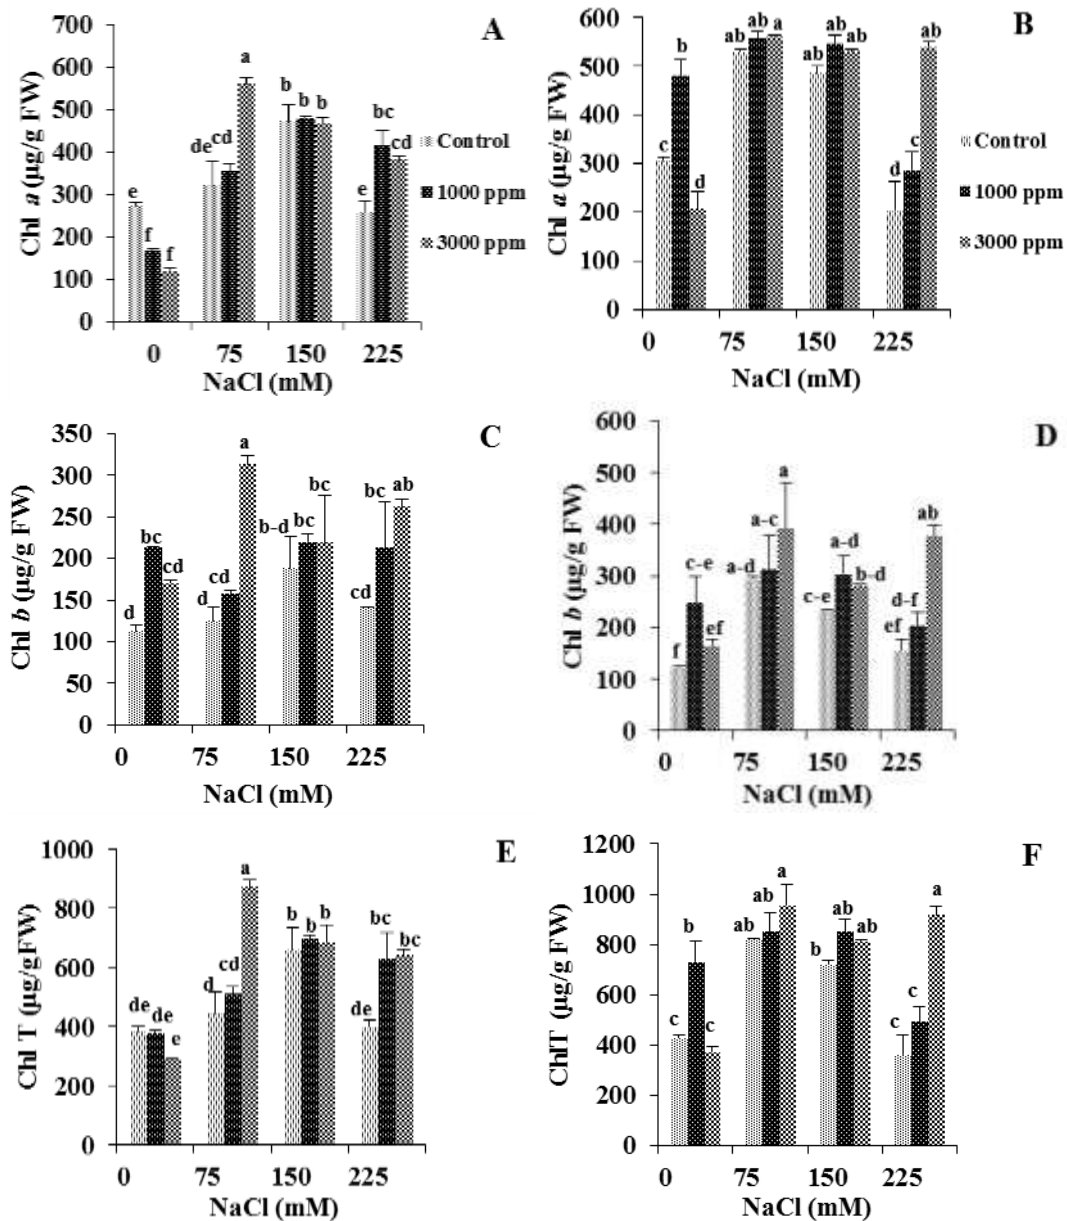 A
Chl a (µg/g FW)
700
600
500
400
300
200
100
0
e f f
de cd a
b b b
e bc cd
Control
1000 ppm
3000 ppm
0 75 150 225
NaCl (mM)
B
Chl a (µg/g FW)
600
500
400
300
200
100
0
c b d
ab ab a
ab ab ab
d c ab
Control
1000 ppm
3000 ppm
0 75 150 225
NaCl (mM)
C
Chl b (µg/g FW)
350
300
250
200
150
100
50
0
d bc cd
d cd a
b-d bc bc
cd bc ab
0 75 150 225
NaCl (mM)
D
Chl b (µg/g FW)
600
500
400
300
200
100
0
f c-e ef
a-d a-c a
c-e a-d b-d
ef d-f ab
0 75 150 225
NaCl (mM)
E
Chl T (µg/gFW)
1000
800
600
400
200
0
de de e
d cd a
b b b
de bc bc
0 75 150 225
NaCl (mM)
F
ChlT (µg/g FW)
1200
1000
800
600
400
200
0
c b c
ab ab a
b ab ab
c c a
0 75 150 225
NaCl (mM)